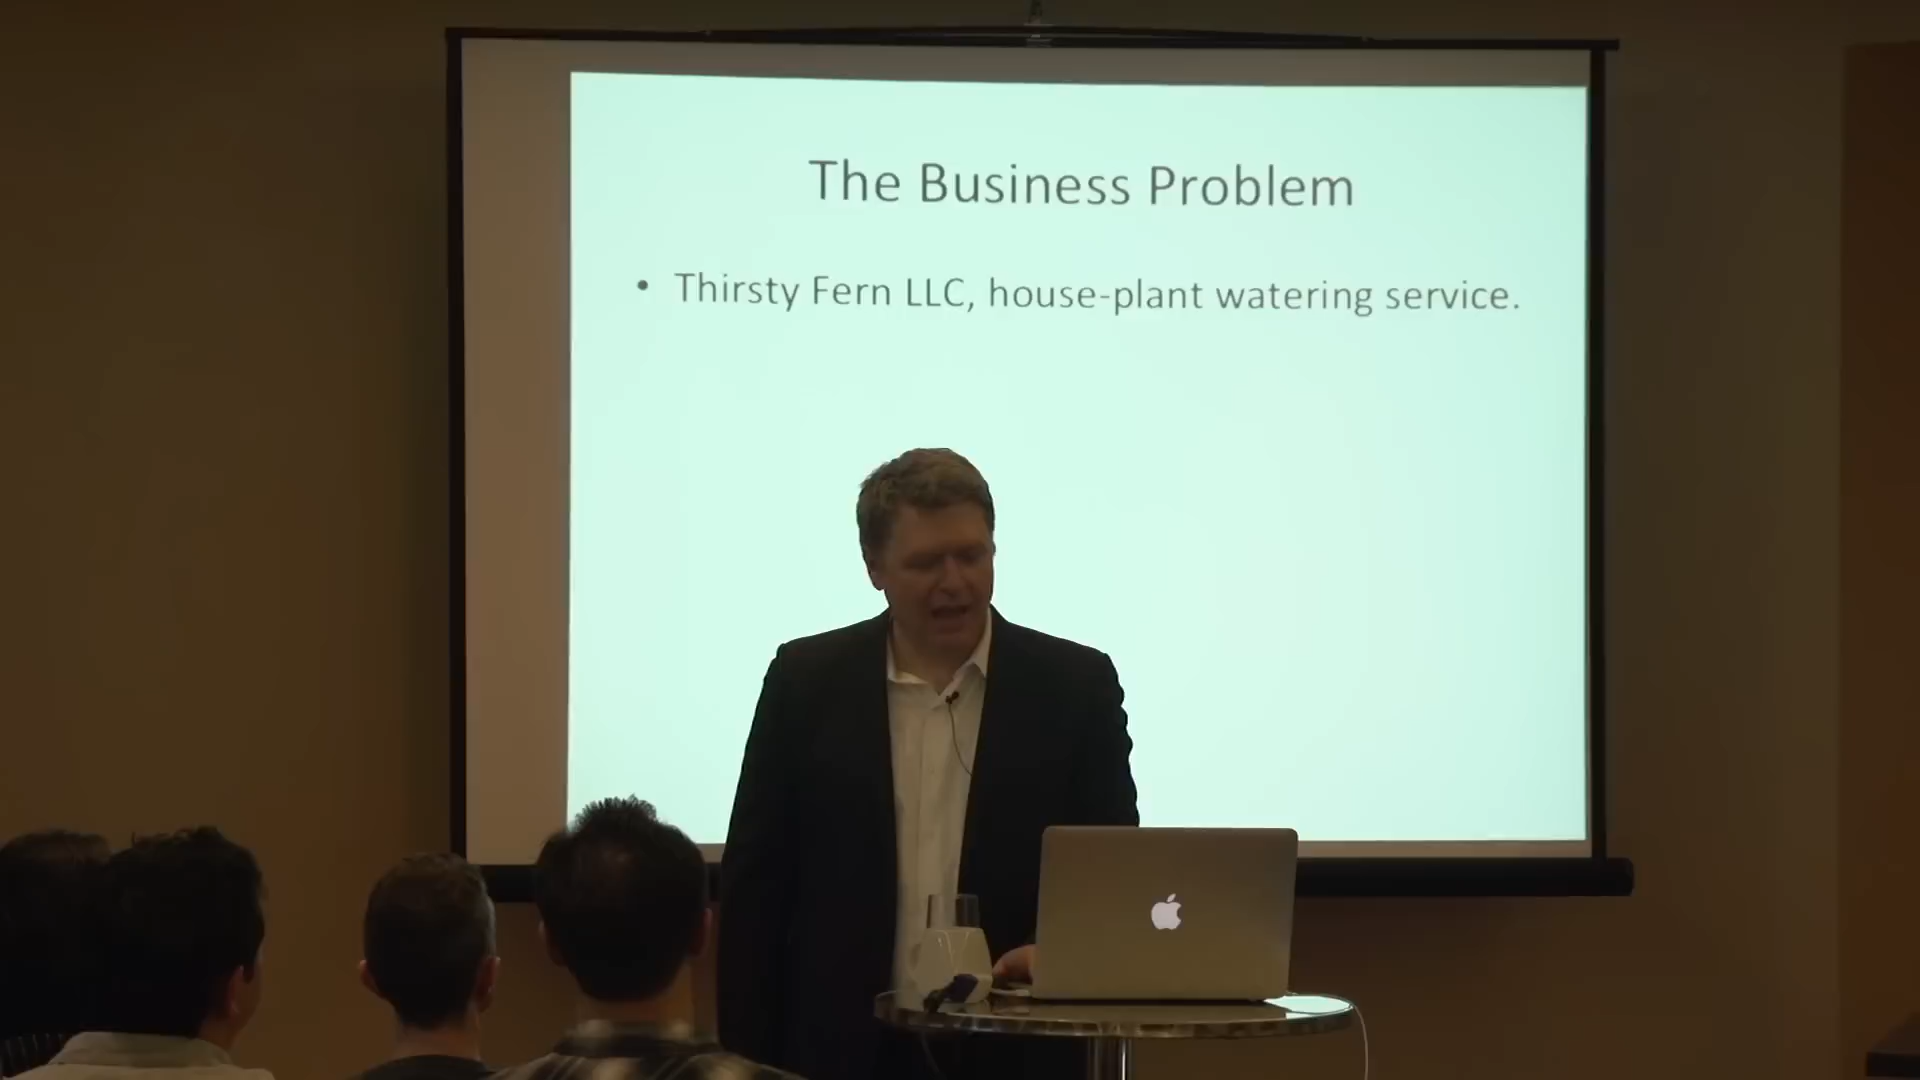 The Business Problem
• Thirsty Fern LLC, house-plant watering service.